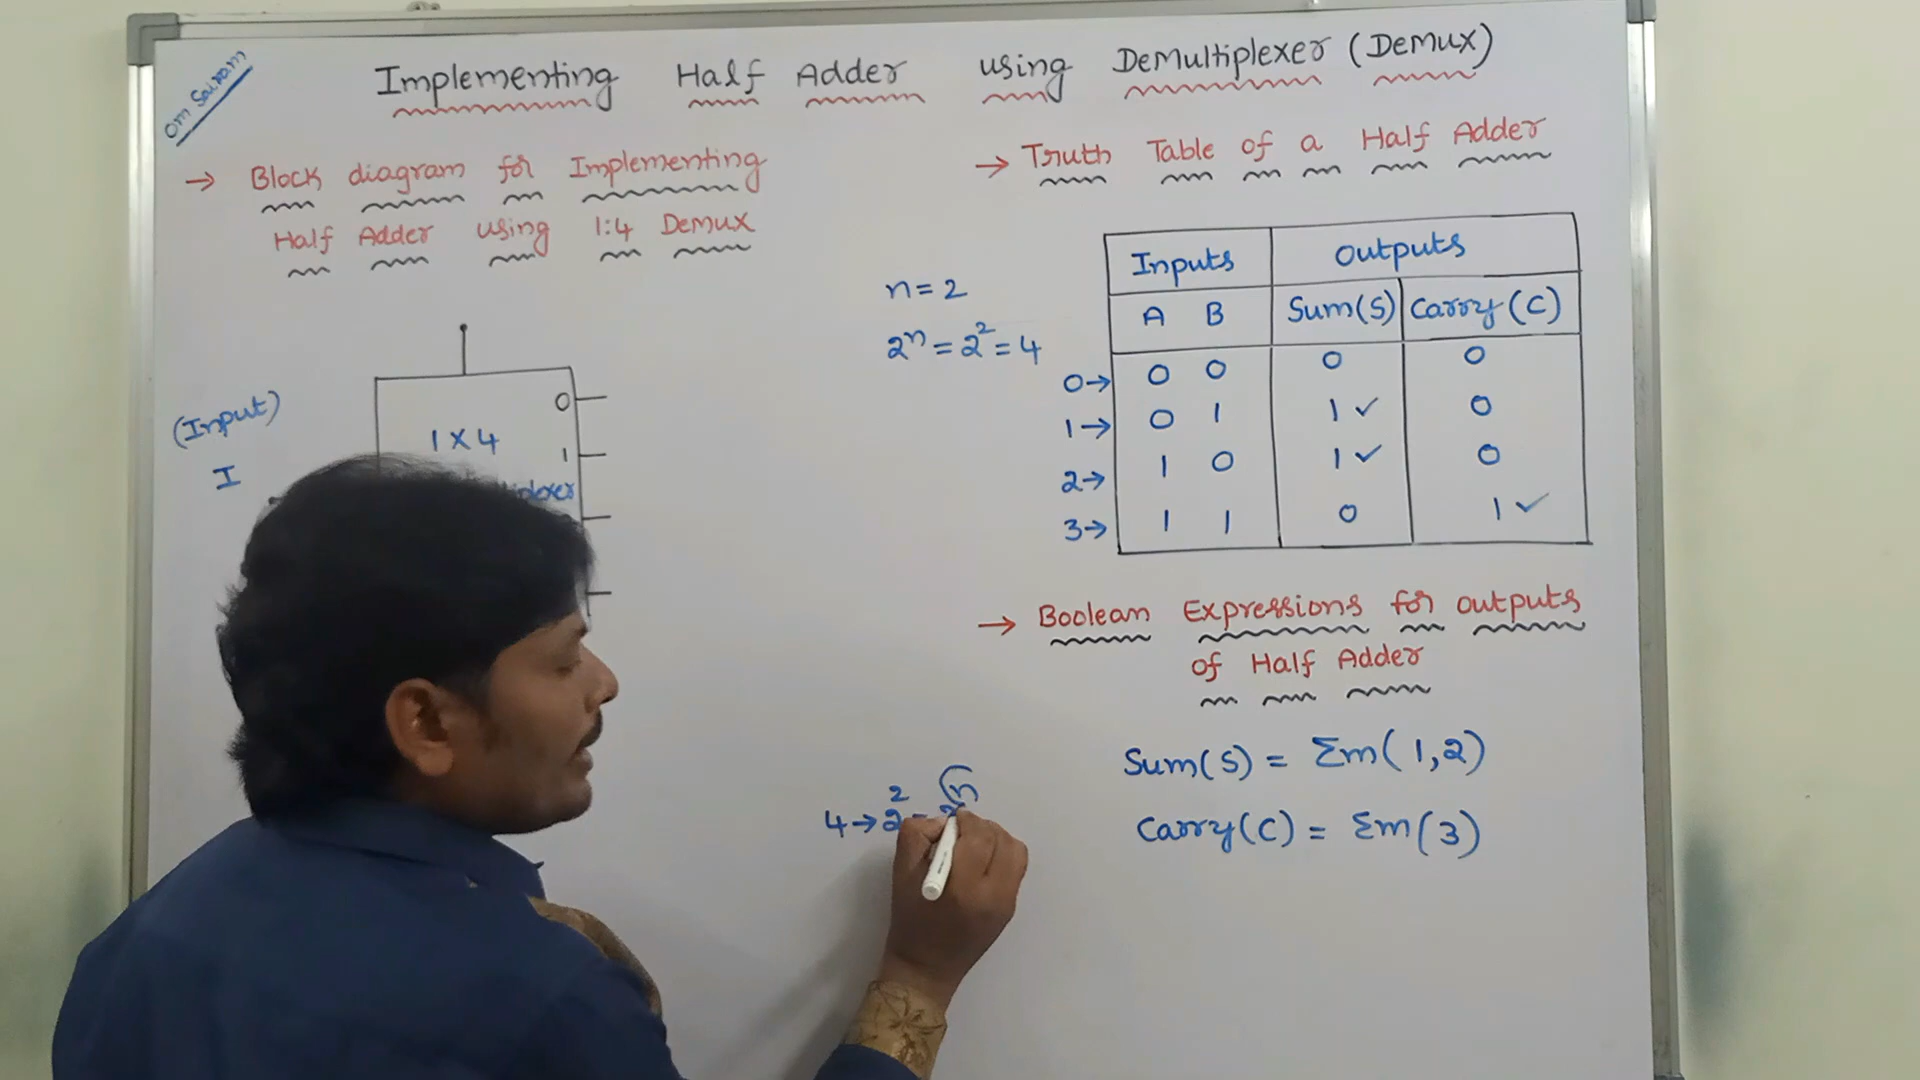 Om Sairam
Implementing Half Adder using DeMultiplexer (DeMUX)
→ Block diagram for Implementing
Half Adder using 1:4 DeMUX
(Input)
I
1 X 4
0
1
n = 2
2ⁿ = 2² = 4
→ Truth Table of a Half Adder
Inputs Outputs
A B Sum(S) Carry (C)
0→ 0 0 0 0
1→ 0 1 1 ✓ 0
2→ 1 0 1 ✓ 0
3→ 1 1 0 1 ✓
→ Boolean Expressions for outputs
of Half Adder
Sum(S) = Σm( 1,2)
Carry(C) = Σm(3)
4→2² = 2ⁿ